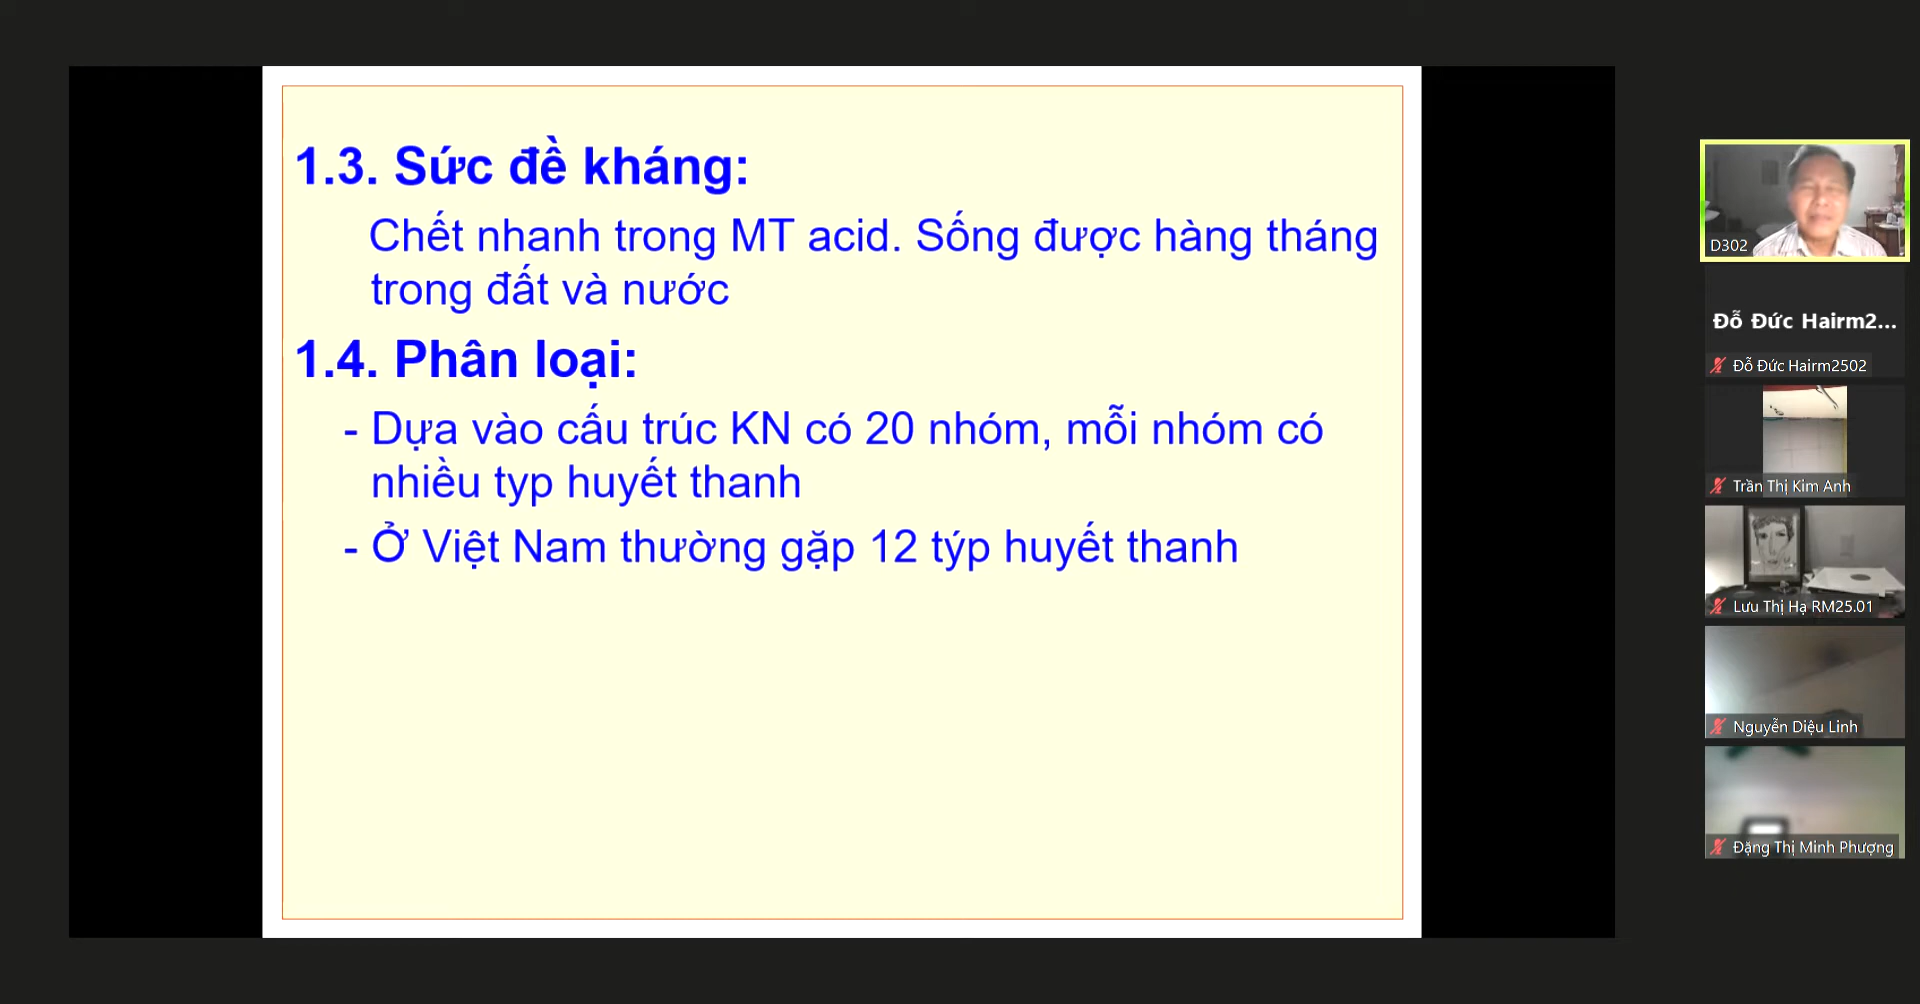 1.3. Sức đề kháng:
Chết nhanh trong MT acid. Sống được hàng tháng
trong đất và nước
1.4. Phân loại:
- Dựa vào cấu trúc KN có 20 nhóm, mỗi nhóm có
nhiều typ huyết thanh
- Ở Việt Nam thường gặp 12 týp huyết thanh
D302
Đỗ Đức Hairm2...
Đỗ Đức Hairm2502
Trần Thị Kim Anh
Lưu Thị Hạ RM25.01
Nguyễn Diệu Linh
Đặng Thị Minh Phượng